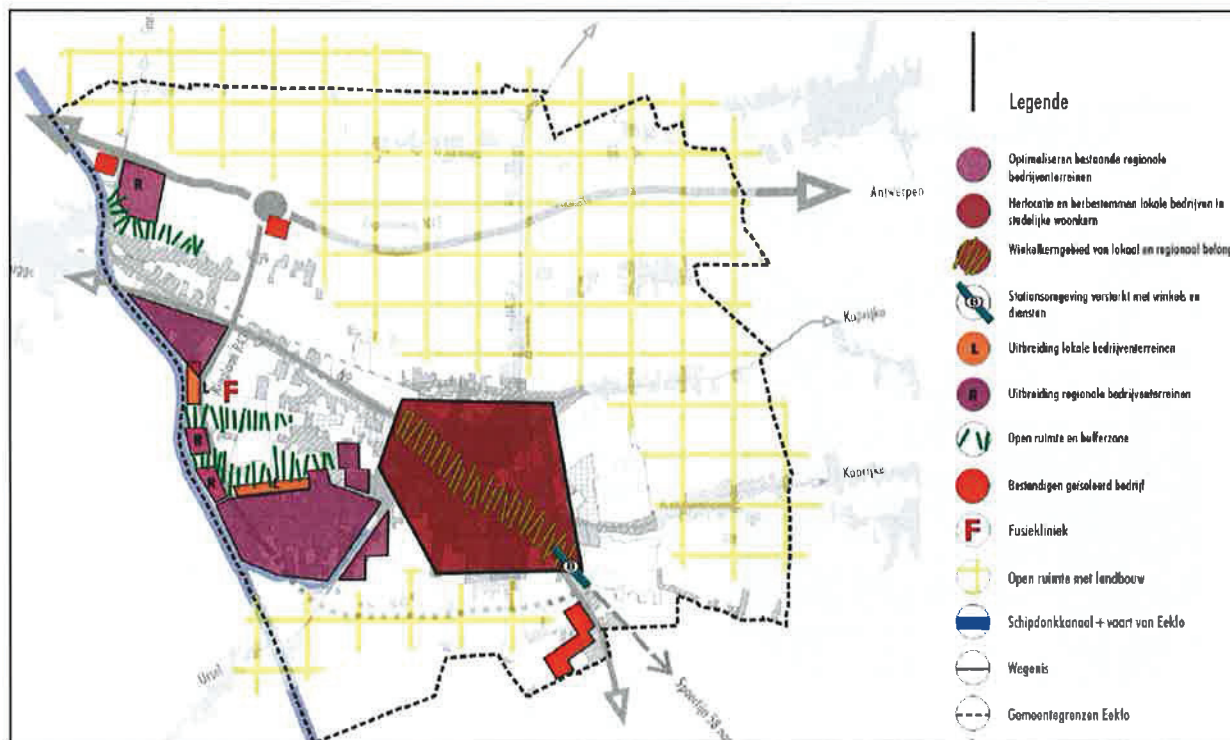 Legende
Optimaliseren bestaande regionale
bedrijventerreinen
Herlocatie en herbestemmen lokale bedrijven in
stedelijke woonkern
Winkelkerngebied van lokaal en regionaal belang
Stationsomgeving versterkt met winkels en
diensten
L
Uitbreiding lokale bedrijventerreinen
R
Uitbreiding regionale bedrijventerreinen
Open ruimte en bufferzone
Bestendigen geïsoleerd bedrijf
F
Fusiekliniek
Open ruimte met landbouw
Schipdonkkanaal + vaart van Eeklo
Wegenis
Gemeentegrenzen Eeklo
R
Antwerpen
Kaprijke
N9
L
F
R
R
L
Kaprijke
Ursel
Spoorlijn 58